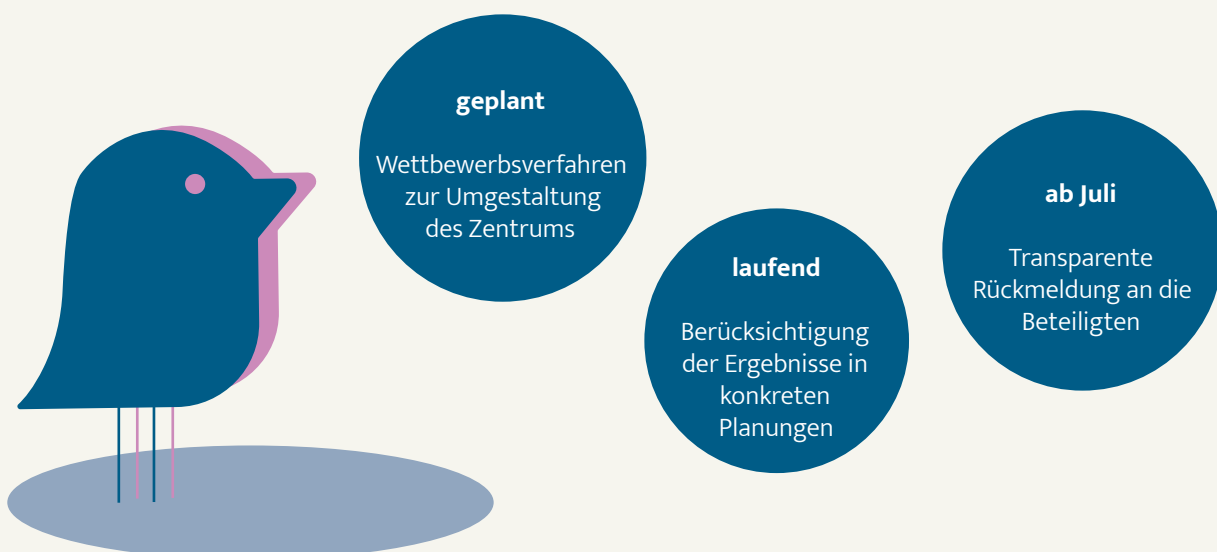 geplant
Wettbewerbsverfahren
zur Umgestaltung
des Zentrums
laufend
Berücksichtigung
der Ergebnisse in
konkreten
Planungen
ab Juli
Transparente
Rückmeldung an die
Beteiligten